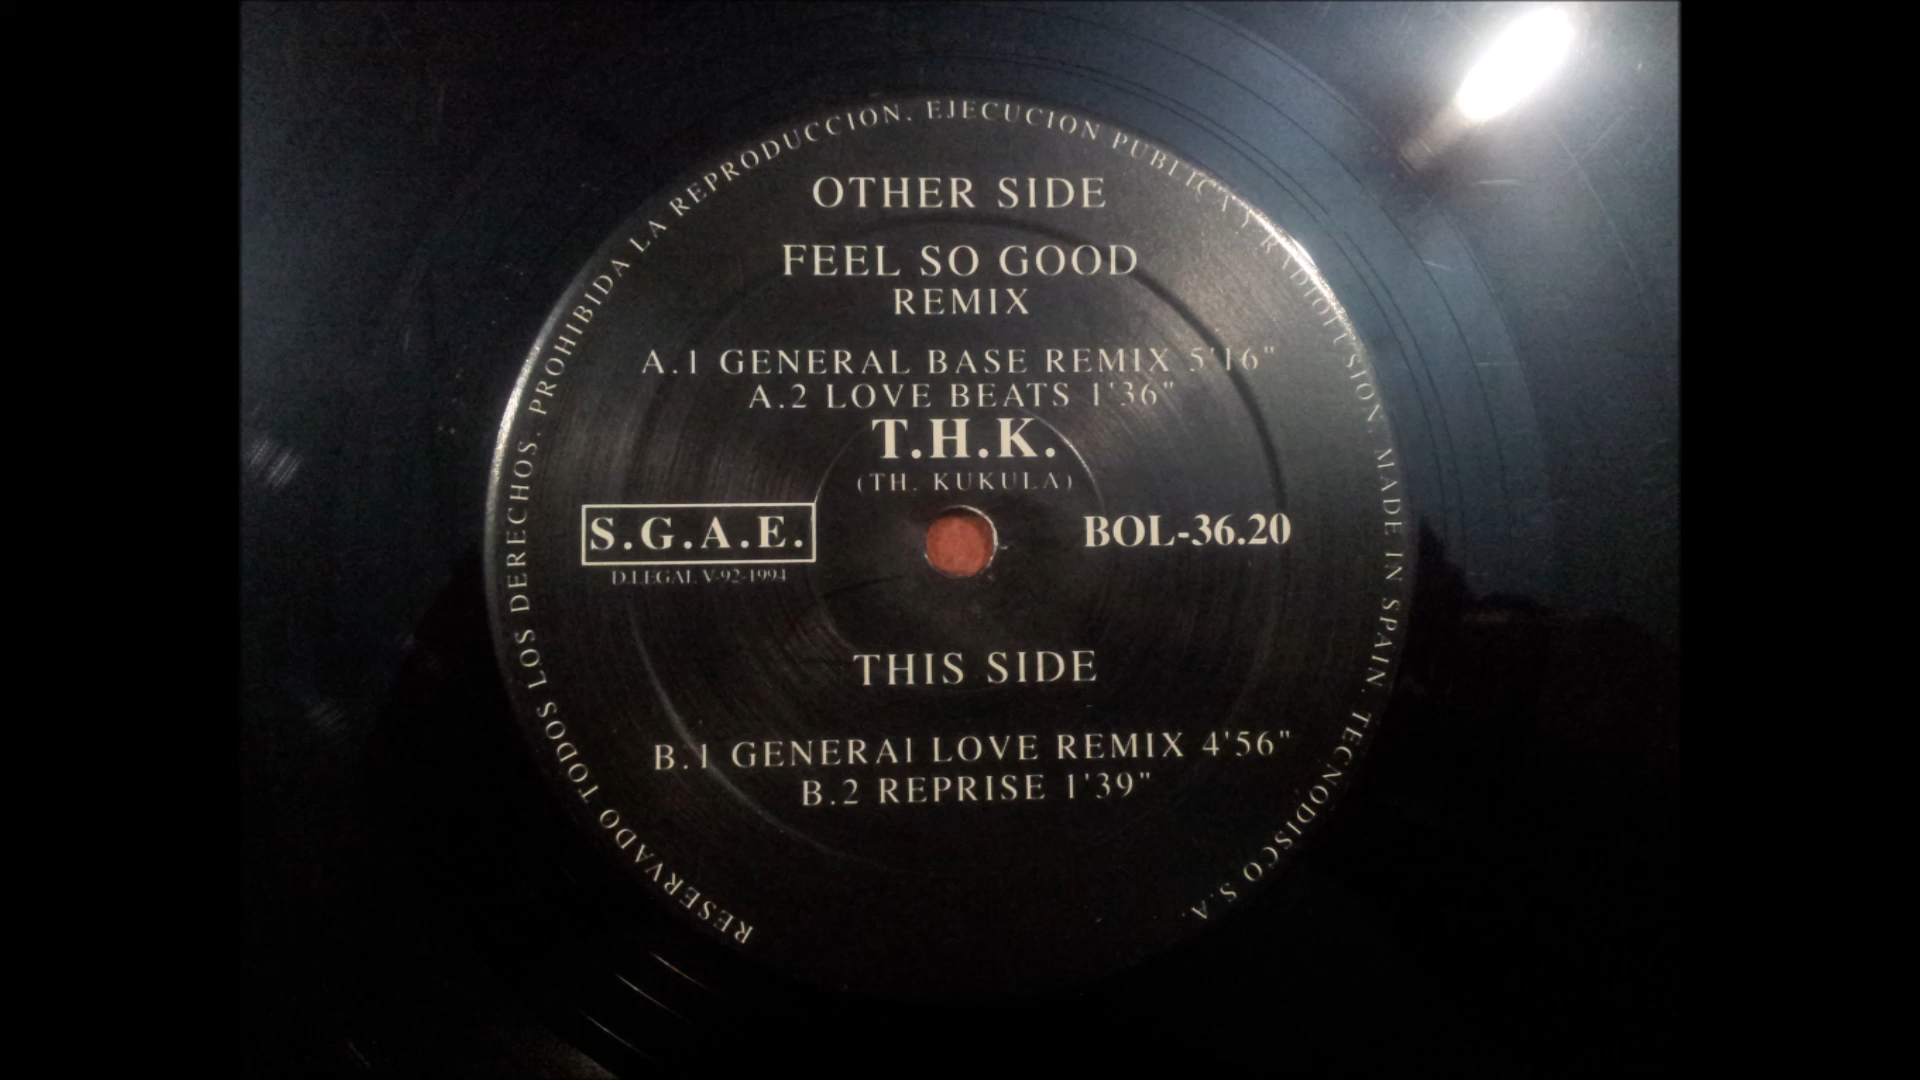 RESERVADO TODOS LOS DERECHOS. PROHIBIDA LA REPRODUCCION, EJECUCION PUBLICA Y RADIODIFUSION. MADE IN SPAIN. TECNODISCO S.A.
OTHER SIDE
FEEL SO GOOD
REMIX
A.1 GENERAL BASE REMIX 5'16"
A.2 LOVE BEATS 1'36"
T.H.K.
(TH. KUKULA)
S.G.A.E.
BOL-36.20
D.LEGAL V-92-1994
THIS SIDE
B.1 GENERAL LOVE REMIX 4'56"
B.2 REPRISE 1'39"